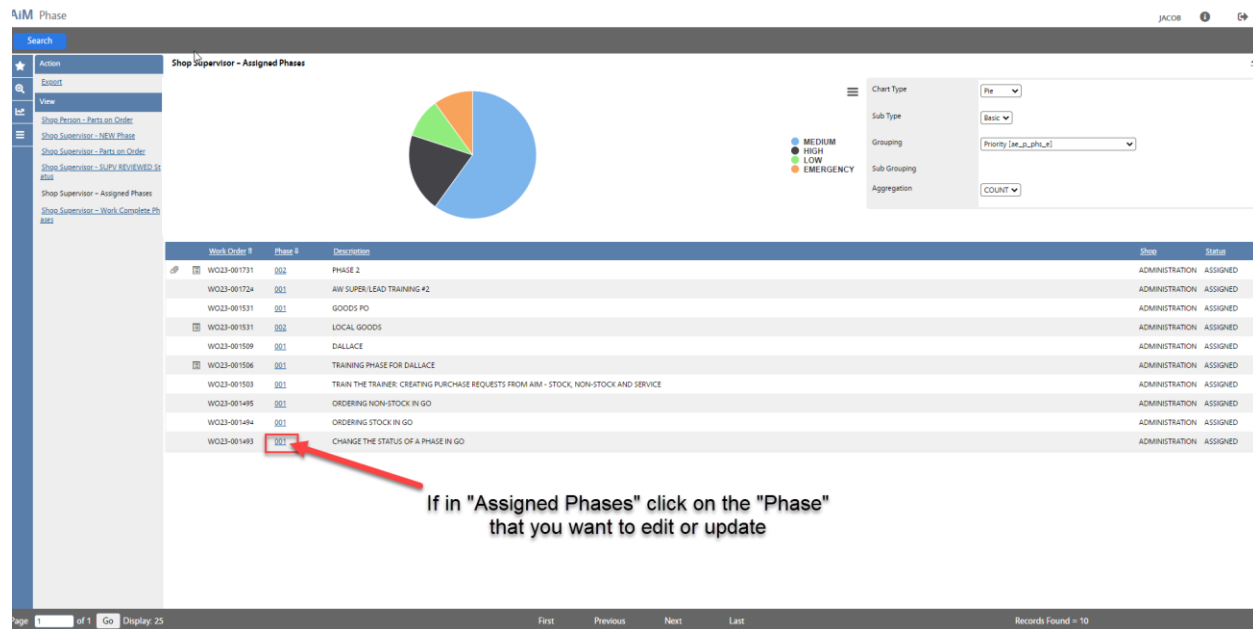 AiM Phase
JACOB
Search
Action
Export
View
Shop Person - Parts on Order
Shop Supervisor - NEW Phase
Shop Supervisor - Parts on Order
Shop Supervisor - SUPV REVIEWED St
atus
Shop Supervisor – Assigned Phases
Shop Supervisor – Work Complete Ph
ases
Shop Supervisor – Assigned Phases
MEDIUM
HIGH
LOW
EMERGENCY
Chart Type Pie
Sub Type Basic
Grouping Priority [ae_p_phs_e]
Sub Grouping
Aggregation COUNT
Work Order Phase Description Shop Status
WO23-001731 002 PHASE 2 ADMINISTRATION ASSIGNED
WO23-001724 001 AW SUPER/LEAD TRAINING #2 ADMINISTRATION ASSIGNED
WO23-001531 001 GOODS PO ADMINISTRATION ASSIGNED
WO23-001531 002 LOCAL GOODS ADMINISTRATION ASSIGNED
WO23-001509 001 DALLACE ADMINISTRATION ASSIGNED
WO23-001506 001 TRAINING PHASE FOR DALLACE ADMINISTRATION ASSIGNED
WO23-001503 001 TRAIN THE TRAINER: CREATING PURCHASE REQUESTS FROM AIM - STOCK, NON-STOCK AND SERVICE ADMINISTRATION ASSIGNED
WO23-001495 001 ORDERING NON-STOCK IN GO ADMINISTRATION ASSIGNED
WO23-001494 001 ORDERING STOCK IN GO ADMINISTRATION ASSIGNED
WO23-001493 001 CHANGE THE STATUS OF A PHASE IN GO ADMINISTRATION ASSIGNED
If in "Assigned Phases" click on the "Phase"
that you want to edit or update
Page 1 of 1 Go Display: 25 First Previous Next Last Records Found = 10